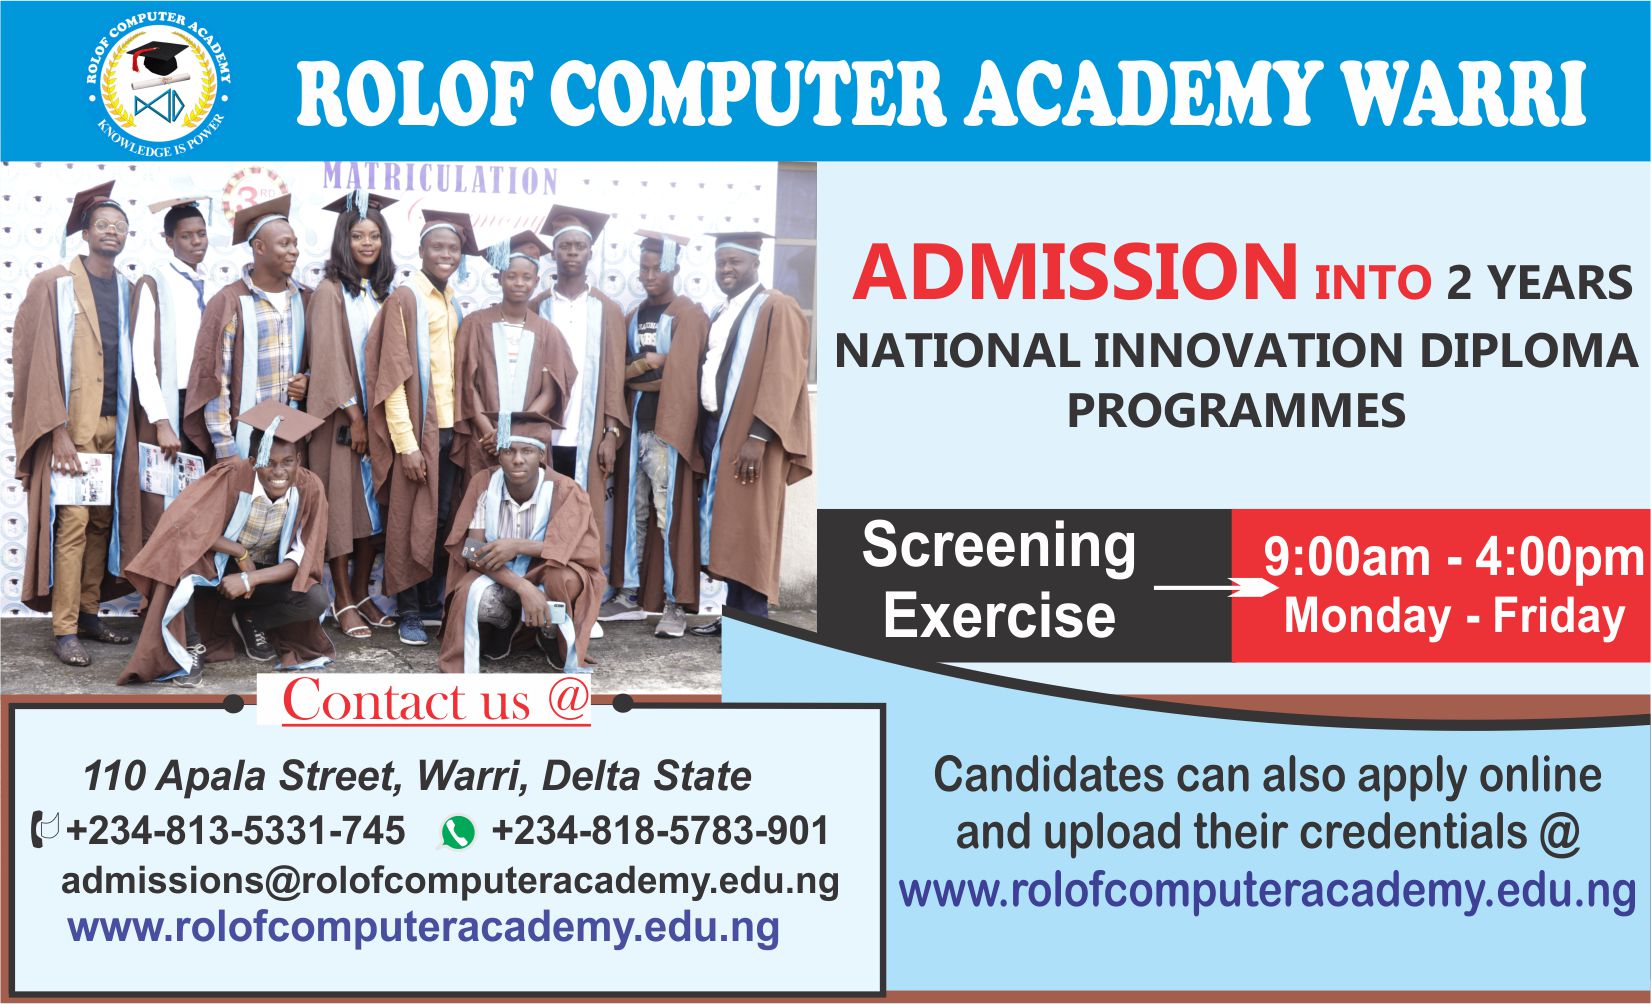 ROLOF COMPUTER ACADEMY
KNOWLEDGE IS POWER
ROLOF COMPUTER ACADEMY WARRI
MATRICULATION
3RD
ADMISSION INTO 2 YEARS
NATIONAL INNOVATION DIPLOMA
PROGRAMMES
Screening
Exercise
9:00am - 4:00pm
Monday - Friday
Contact us @
110 Apala Street, Warri, Delta State
+234-813-5331-745 +234-818-5783-901
admissions@rolofcomputeracademy.edu.ng
www.rolofcomputeracademy.edu.ng
Candidates can also apply online
and upload their credentials @
www.rolofcomputeracademy.edu.ng